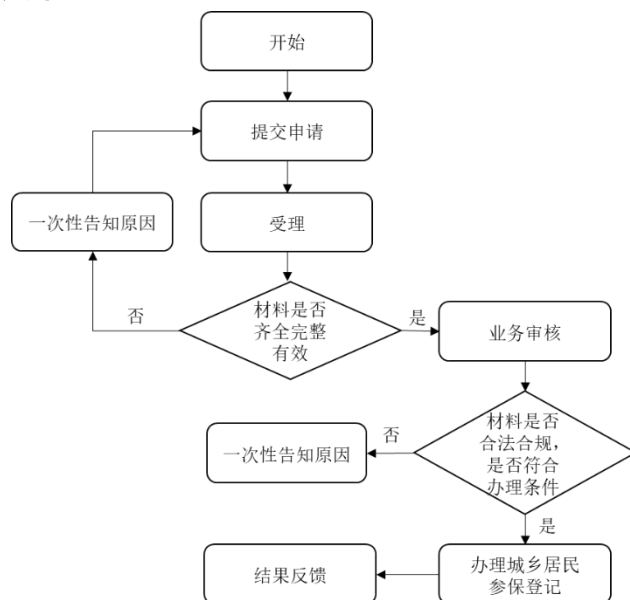 开始
提交申请
一次性告知原因
受理
材料是否
齐全完整
有效
否
是
业务审核
材料是否
合法合规，
是否符合
办理条件
否
一次性告知原因
是
办理城乡居民
参保登记
结果反馈